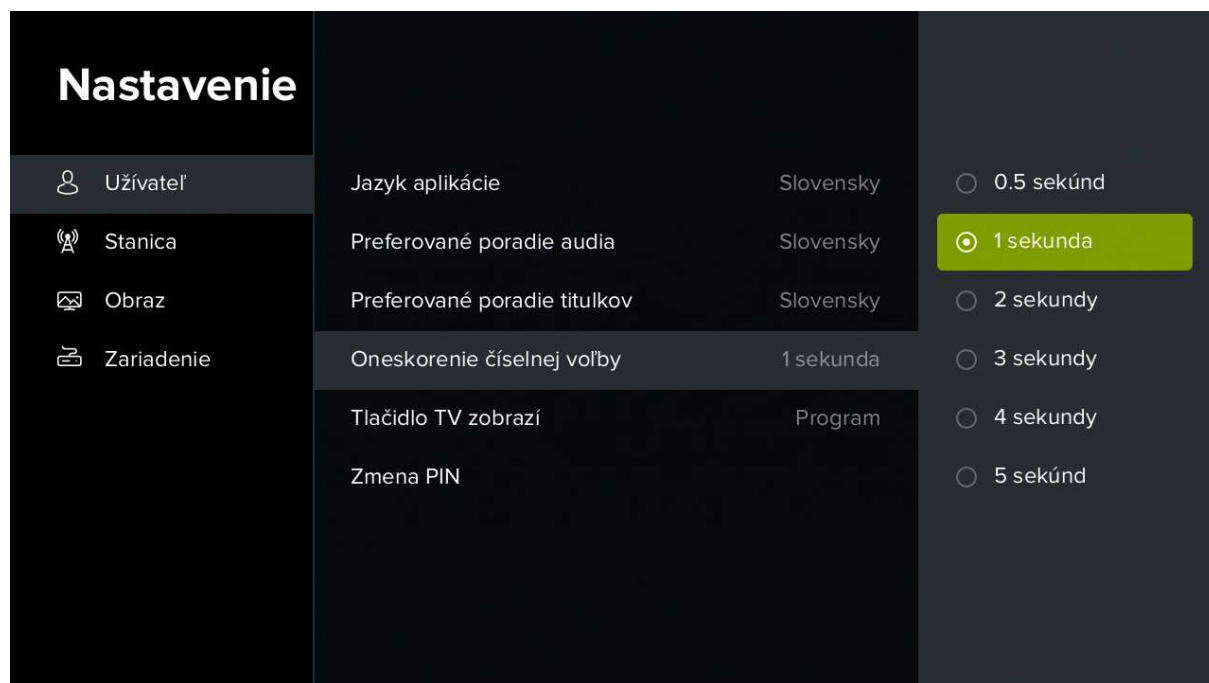 Nastavenie
Užívateľ
Stanica
Obraz
Zariadenie
Jazyk aplikácie Slovensky
Preferované poradie audia Slovensky
Preferované poradie titulkov Slovensky
Oneskorenie číselnej voľby 1 sekunda
Tlačidlo TV zobrazí Program
Zmena PIN
0.5 sekúnd
1 sekunda
2 sekundy
3 sekundy
4 sekundy
5 sekúnd